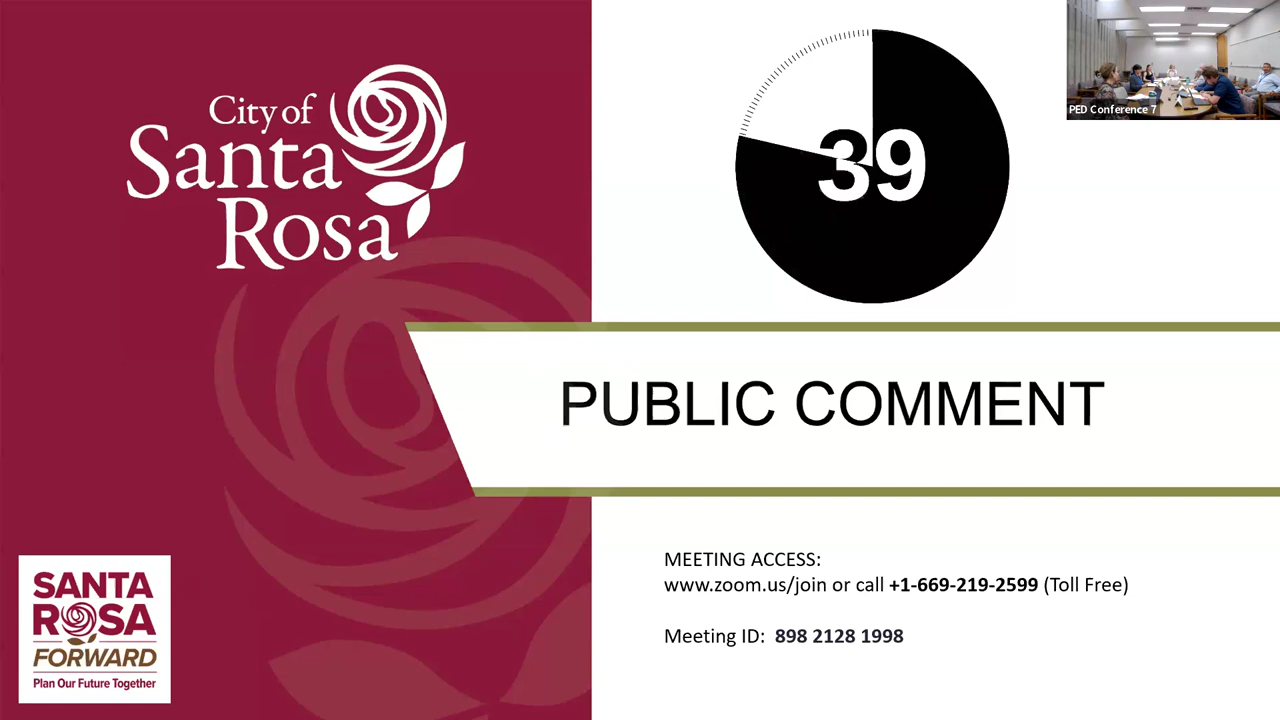 City of
Santa
Rosa
39
PED Conference 7
PUBLIC COMMENT
MEETING ACCESS:
www.zoom.us/join or call +1-669-219-2599 (Toll Free)
Meeting ID: 898 2128 1998
SANTA
ROSA
FORWARD
Plan Our Future Together